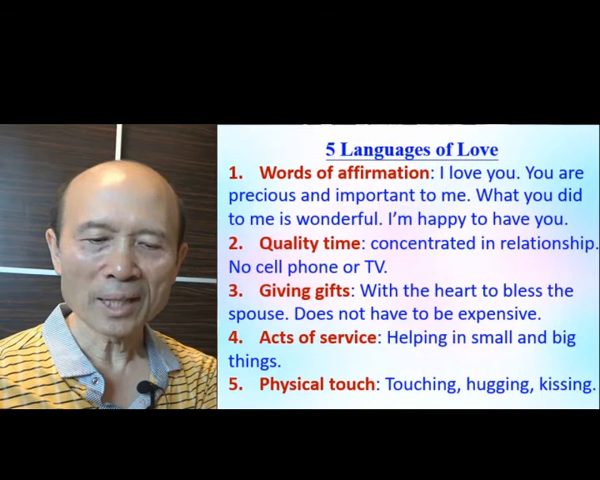 5 Languages of Love
1. Words of affirmation: I love you. You are
precious and important to me. What you did
to me is wonderful. I'm happy to have you.
2. Quality time: concentrated in relationship.
No cell phone or TV.
3. Giving gifts: With the heart to bless the
spouse. Does not have to be expensive.
4. Acts of service: Helping in small and big
things.
5. Physical touch: Touching, hugging, kissing.